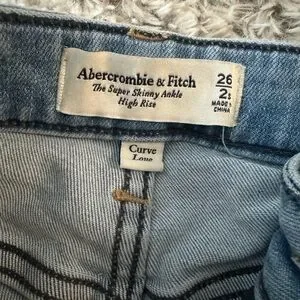 Abercrombie & Fitch
The Super Skinny Ankle
High Rise
26
2S
MADE IN
CHINA
Curve
Love